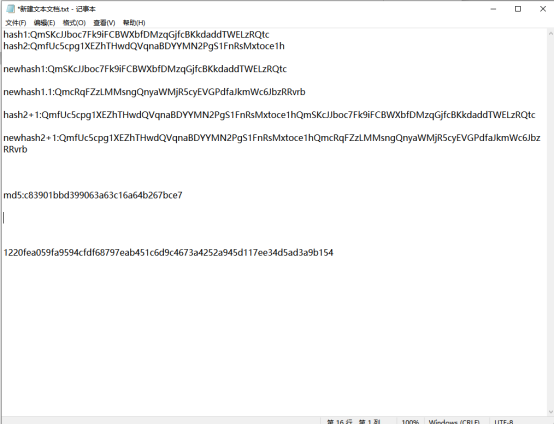 *新建文本文档.txt - 记事本
文件(F) 编辑(E) 格式(O) 查看(V) 帮助(H)
hash1:QmSKcJJboc7Fk9iFCBWXbfDMzqGjfcBKkdaddTWELzRQtc
hash2:QmfUc5cpg1XEZhTHwdQVqnaBDYYMN2PgS1FnRsMxtoce1h
newhash1:QmSKcJJboc7Fk9iFCBWXbfDMzqGjfcBKkdaddTWELzRQtc
newhash1.1:QmcRqFZzLMMsngQnyaWMjR5cyEVGPdfaJkmWc6JbzRRvrb
hash2+1:QmfUc5cpg1XEZhTHwdQVqnaBDYYMN2PgS1FnRsMxtoce1hQmSKcJJboc7Fk9iFCBWXbfDMzqGjfcBKkdaddTWELzRQtc
newhash2+1:QmfUc5cpg1XEZhTHwdQVqnaBDYYMN2PgS1FnRsMxtoce1hQmcRqFZzLMMsngQnyaWMjR5cyEVGPdfaJkmWc6Jbz
RRvrb
md5:c83901bbd399063a63c16a64b267bce7
1220fea059fa9594cfdf68797eab451c6d9c4673a4252a945d117ee34d5ad3a9b154
第 16 行，第 1 列 100% Windows (CRLF) UTF-8